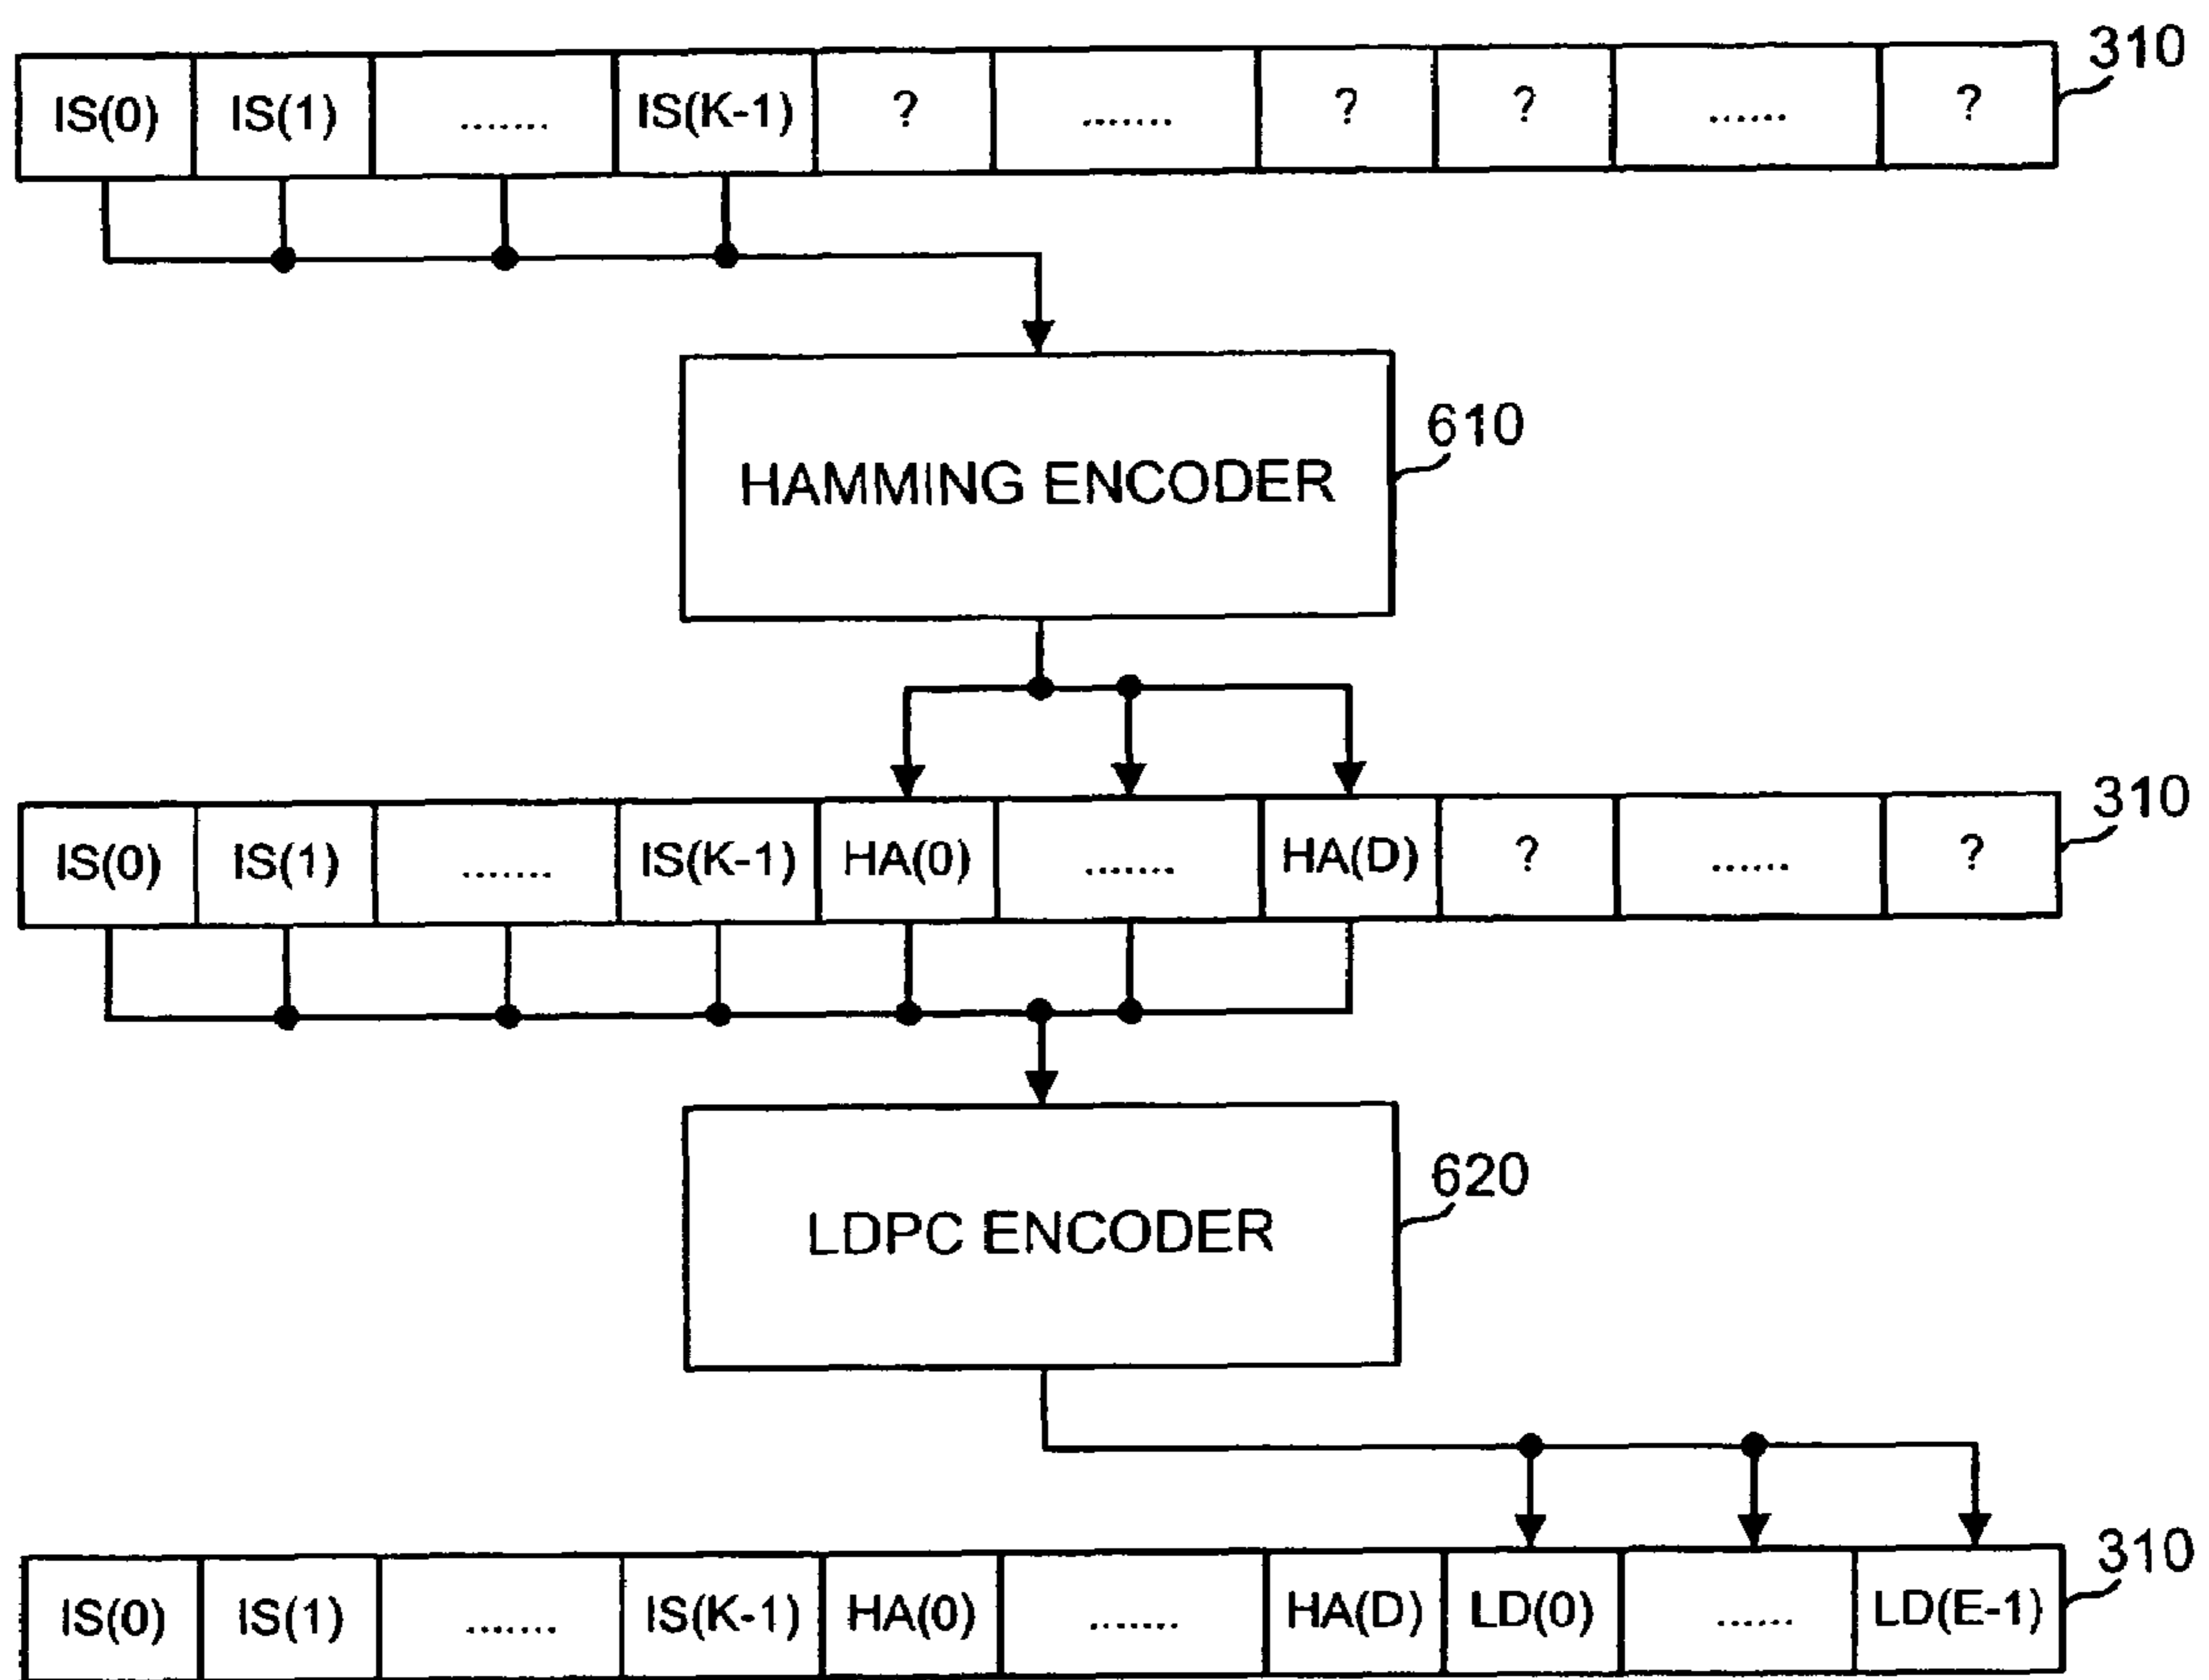 310
IS(0) IS(1) ....... IS(K-1) ? ....... ? ? ...... ?
610
HAMMING ENCODER
310
IS(0) IS(1) ....... IS(K-1) HA(0) ....... HA(D) ? ...... ?
620
LDPC ENCODER
310
IS(0) IS(1) ....... IS(K-1) HA(0) ....... HA(D) LD(0) ...... LD(E-1)